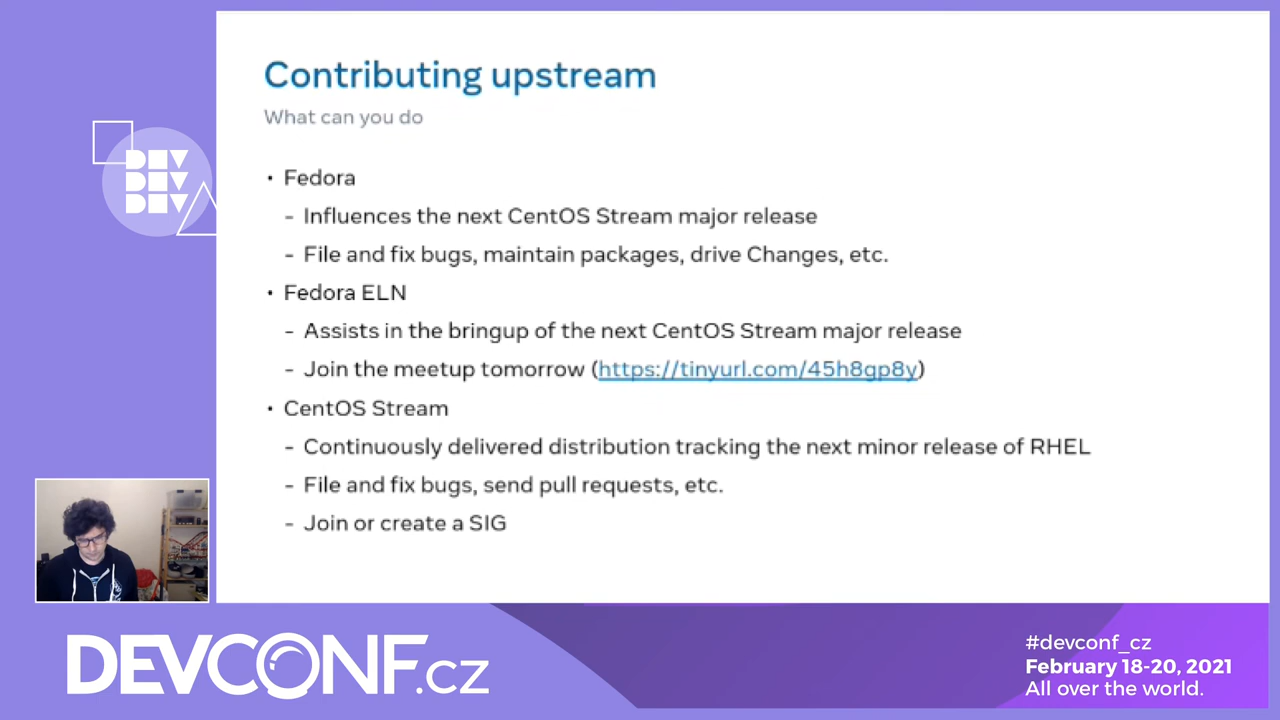 Contributing upstream
What can you do
• Fedora
- Influences the next CentOS Stream major release
- File and fix bugs, maintain packages, drive Changes, etc.
• Fedora ELN
- Assists in the bringup of the next CentOS Stream major release
- Join the meetup tomorrow (https://tinyurl.com/45h8gp8y)
• CentOS Stream
- Continuously delivered distribution tracking the next minor release of RHEL
- File and fix bugs, send pull requests, etc.
- Join or create a SIG
DEV
DEV
DEV
DEVCONF.cz
#devconf_cz
February 18-20, 2021
All over the world.